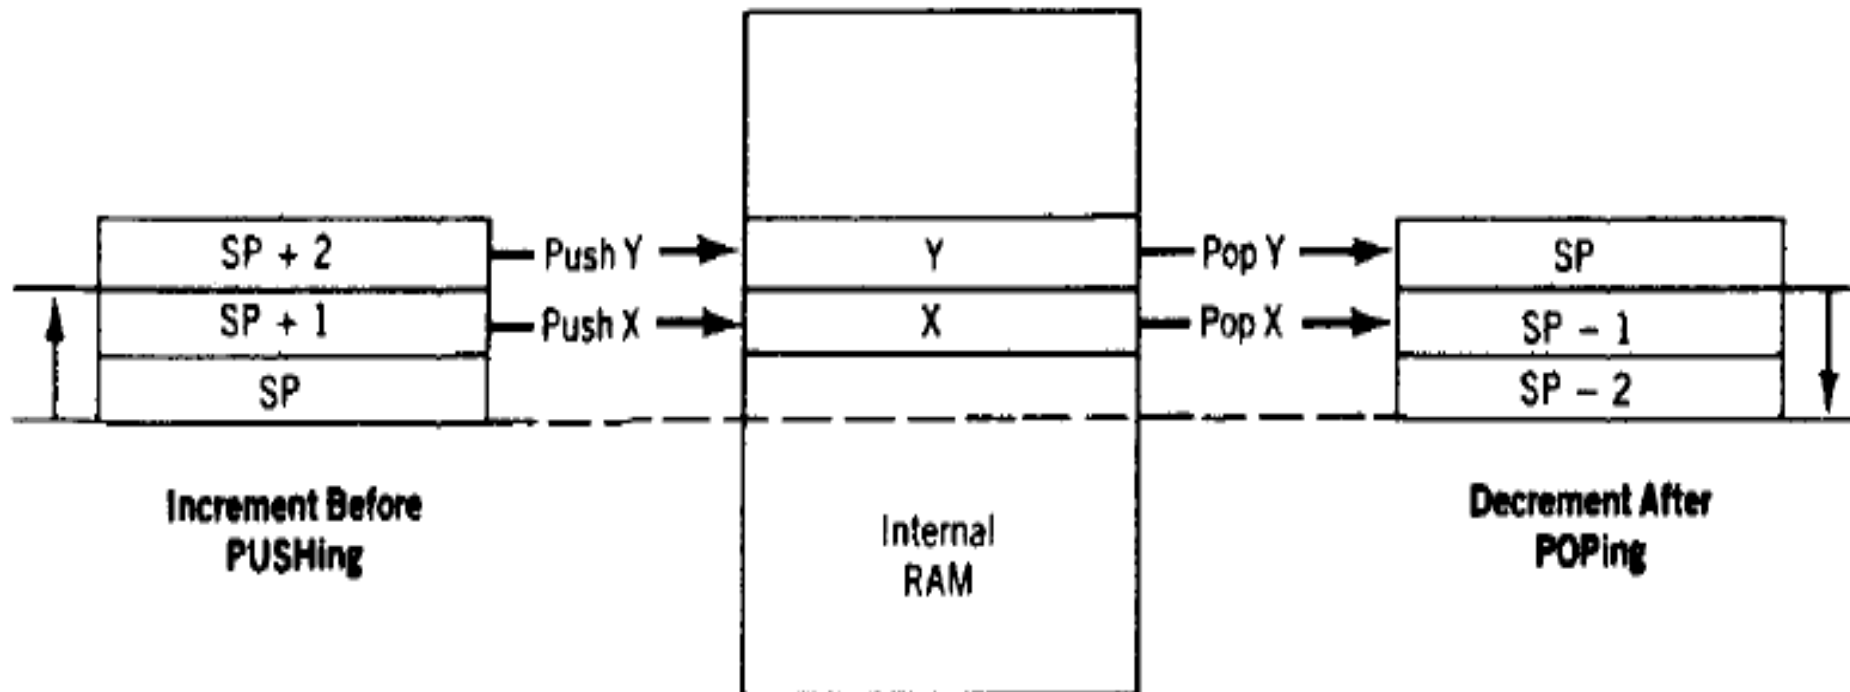 SP + 2
Push Y
Y
Pop Y
SP
SP + 1
Push X
X
Pop X
SP - 1
SP
SP - 2
Increment Before
PUSHing
Internal
RAM
Decrement After
POPing